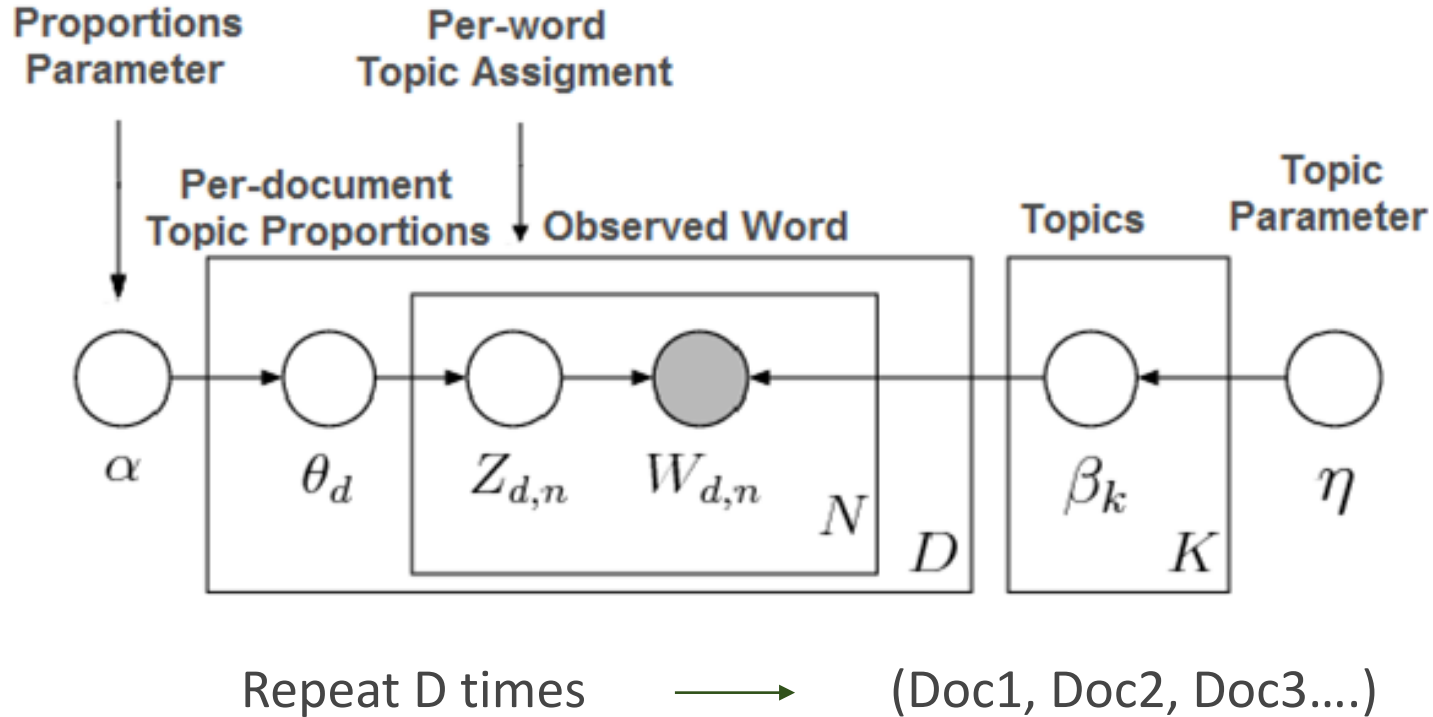 Proportions
Parameter
Per-word
Topic Assigment
Per-document
Topic Proportions
Observed Word
Topics
Topic
Parameter
α
θd
Zd,n
Wd,n
N
D
βk
K
η
Repeat D times
(Doc1, Doc2, Doc3....)